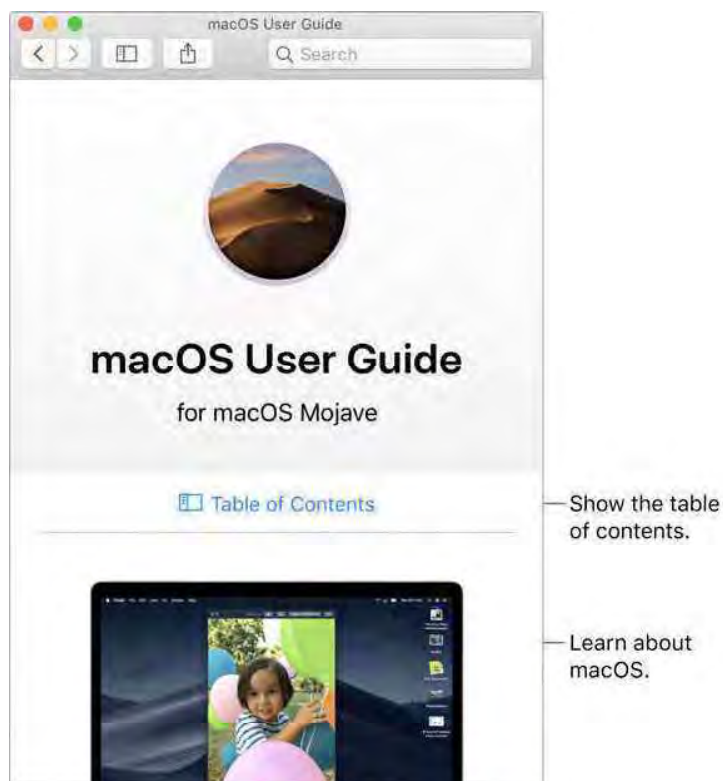 macOS User Guide
Search
macOS User Guide
for macOS Mojave
Table of Contents
Show the table
of contents.
Learn about
macOS.